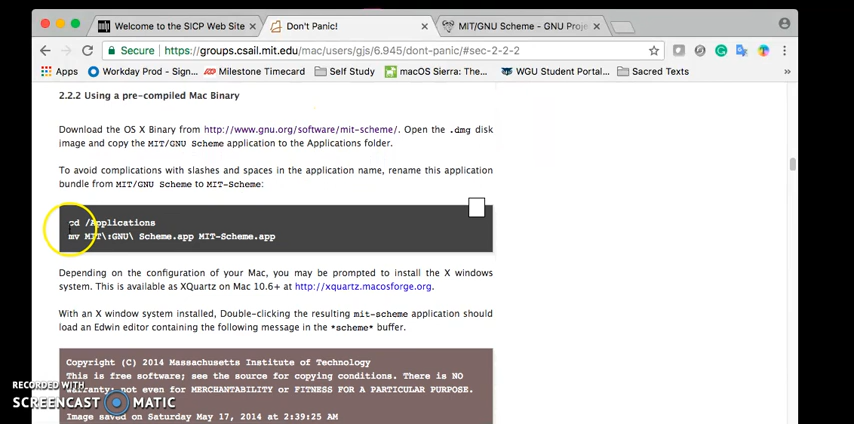 Welcome to the SICP Web Site
Don't Panic!
MIT/GNU Scheme - GNU Proje
Secure
https://groups.csail.mit.edu/mac/users/gjs/6.945/dont-panic/#sec-2-2-2
Apps
Workday Prod - Sign...
Milestone Timecard
Self Study
macOS Sierra: The...
WGU Student Portal...
Sacred Texts
»
2.2.2 Using a pre-compiled Mac Binary
Download the OS X Binary from http://www.gnu.org/software/mit-scheme/. Open the .dmg disk
image and copy the MIT/GNU Scheme application to the Applications folder.
To avoid complications with slashes and spaces in the application name, rename this application
bundle from MIT/GNU Scheme to MIT-Scheme:
cd /Applications
mv MIT\:GNU\ Scheme.app MIT-Scheme.app
Depending on the configuration of your Mac, you may be prompted to install the X windows
system. This is available as XQuartz on Mac 10.6+ at http://xquartz.macosforge.org.
With an X window system installed, Double-clicking the resulting mit-scheme application should
load an Edwin editor containing the following message in the *scheme* buffer.
Copyright (C) 2014 Massachusetts Institute of Technology
This is free software; see the source for copying conditions. There is NO
warranty; not even for MERCHANTABILITY or FITNESS FOR A PARTICULAR PURPOSE.
Image saved on Saturday May 17, 2014 at 2:39:25 AM
RECORDED WITH
SCREENCAST MATIC